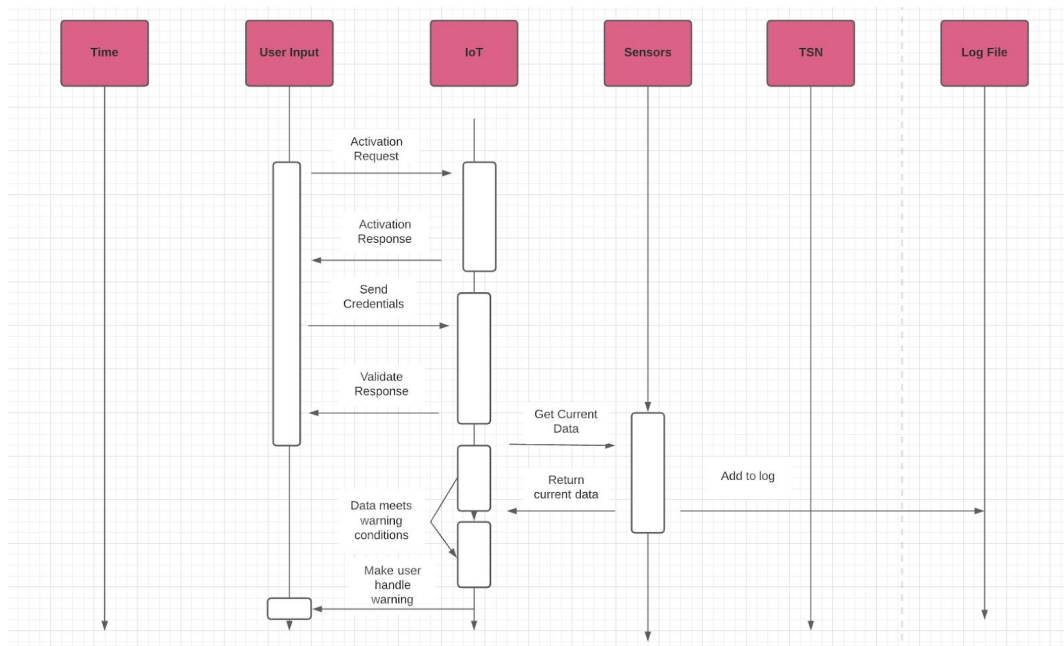 Time
User Input
IoT
Sensors
TSN
Log File
Activation
Request
Activation
Response
Send
Credentials
Validate
Response
Get Current
Data
Return
current data
Add to log
Data meets
warning
conditions
Make user
handle
warning